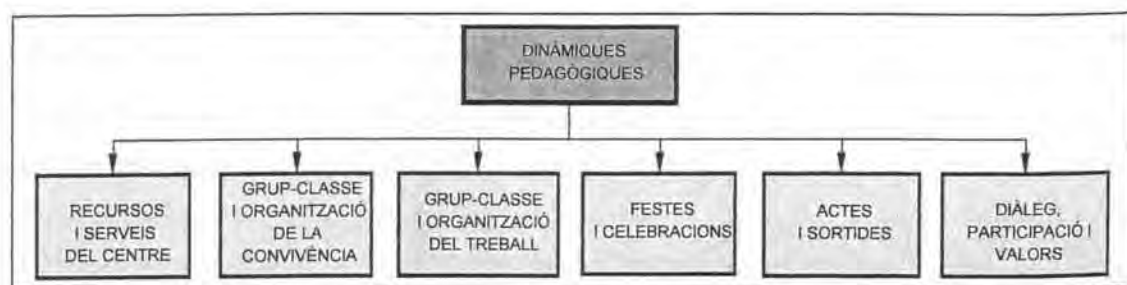 DINÀMIQUES
PEDAGÒGIQUES
RECURSOS
I SERVEIS
DEL CENTRE
GRUP-CLASSE
I ORGANITZACIÓ
DE LA
CONVIVÈNCIA
GRUP-CLASSE
I ORGANITZACIÓ
DEL TREBALL
FESTES
I CELEBRACIONS
ACTES
I SORTIDES
DIÀLEG,
PARTICIPACIÓ I
VALORS